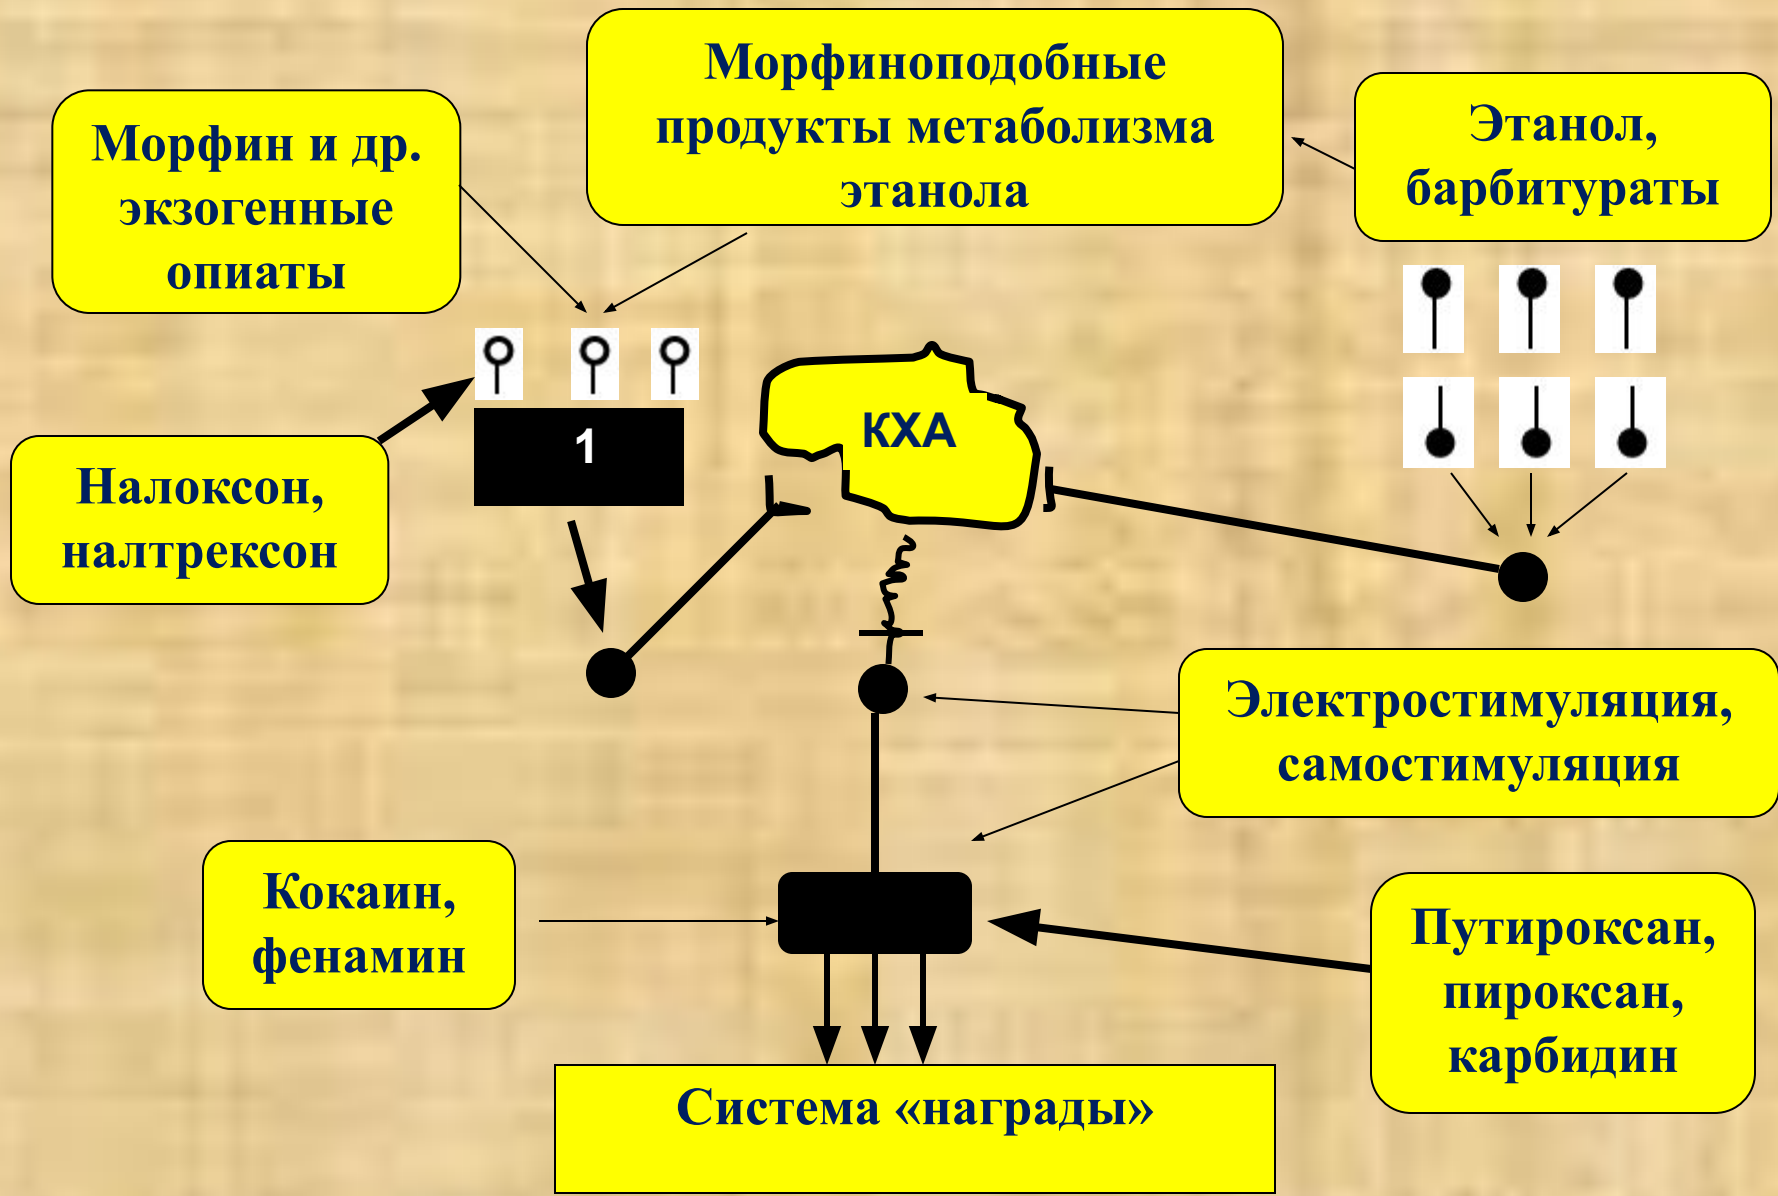 Морфиноподобные
продукты метаболизма
этанола
Морфин и др.
экзогенные
опиаты
Этанол,
барбитураты
1
КХА
Налоксон,
налтрексон
Электростимуляция,
самостимуляция
Кокаин,
фенамин
Путироксан,
пироксан,
карбидин
Система «награды»